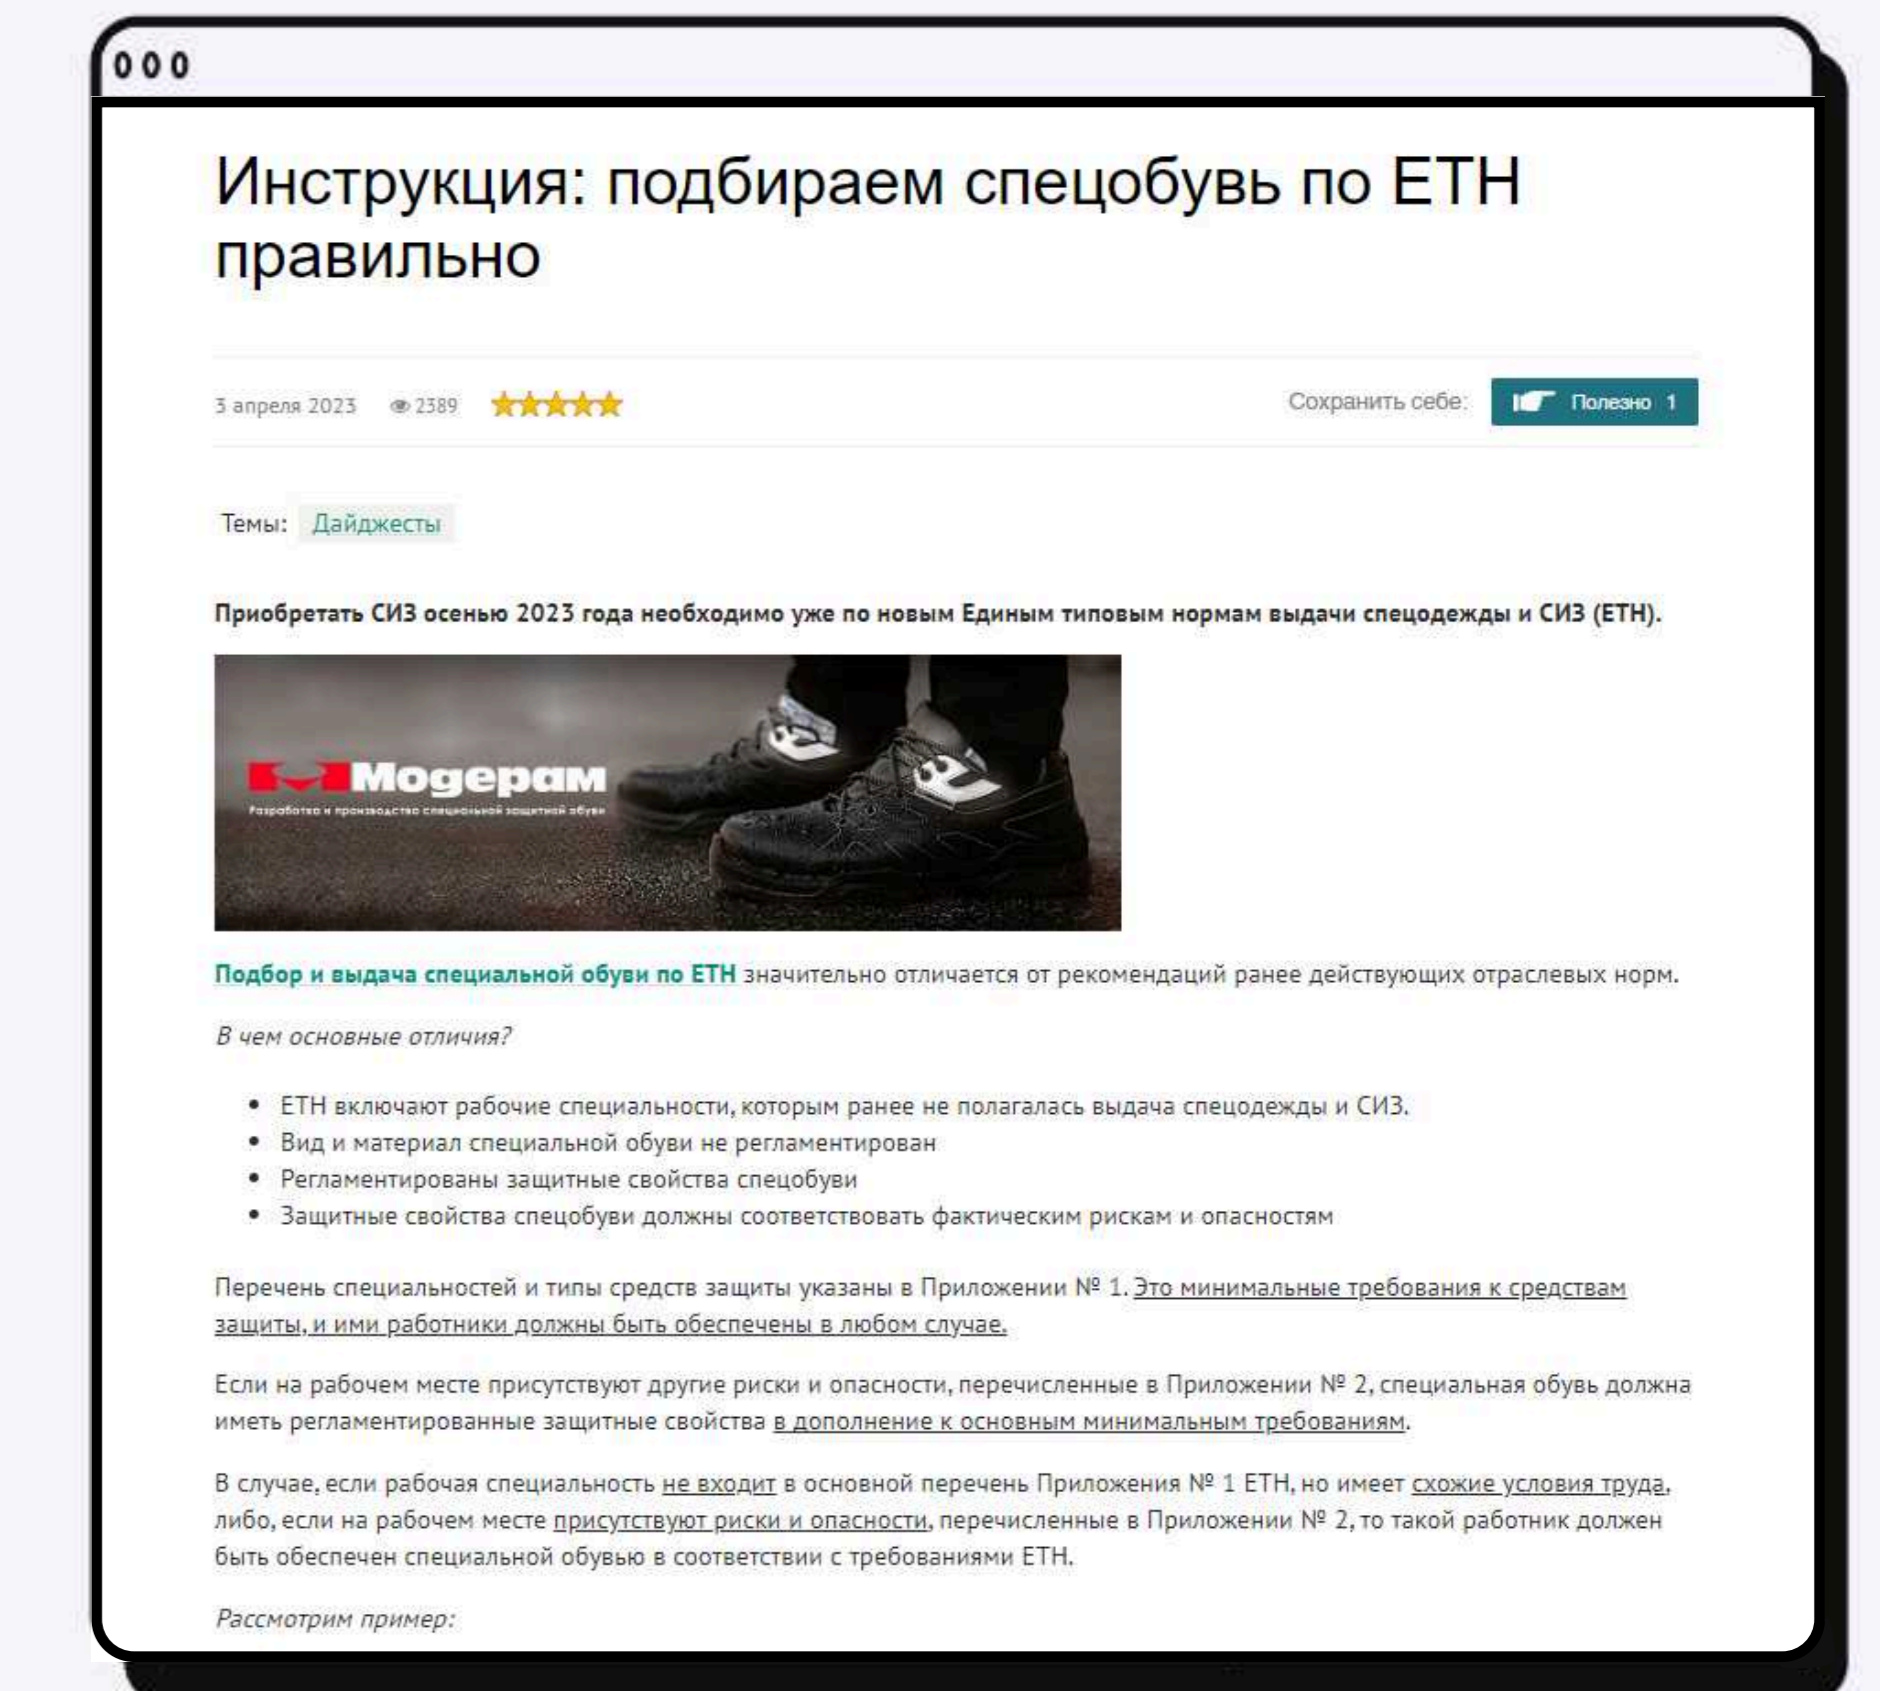 000
Инструкция: подбираем спецобувь по ЕТН
правильно
3 апреля 2023 2389 Сохранить себе: Полезно 1
Темы: Дайджесты
Приобретать СИЗ осенью 2023 года необходимо уже по новым Единым типовым нормам выдачи спецодежды и СИЗ (ЕТН).
Модерам
Разработка и производство специальной защитной обуви
Подбор и выдача специальной обуви по ЕТН значительно отличается от рекомендаций ранее действующих отраслевых норм.
В чем основные отличия?
• ЕТН включают рабочие специальности, которым ранее не полагалась выдача спецодежды и СИЗ.
• Вид и материал специальной обуви не регламентирован
• Регламентированы защитные свойства спецобуви
• Защитные свойства спецобуви должны соответствовать фактическим рискам и опасностям
Перечень специальностей и типы средств защиты указаны в Приложении № 1. Это минимальные требования к средствам
защиты, и ими работники должны быть обеспечены в любом случае.
Если на рабочем месте присутствуют другие риски и опасности, перечисленные в Приложении № 2, специальная обувь должна
иметь регламентированные защитные свойства в дополнение к основным минимальным требованиям.
В случае, если рабочая специальность не входит в основной перечень Приложения № 1 ЕТН, но имеет схожие условия труда,
либо, если на рабочем месте присутствуют риски и опасности, перечисленные в Приложении № 2, то такой работник должен
быть обеспечен специальной обувью в соответствии с требованиями ЕТН.
Рассмотрим пример: